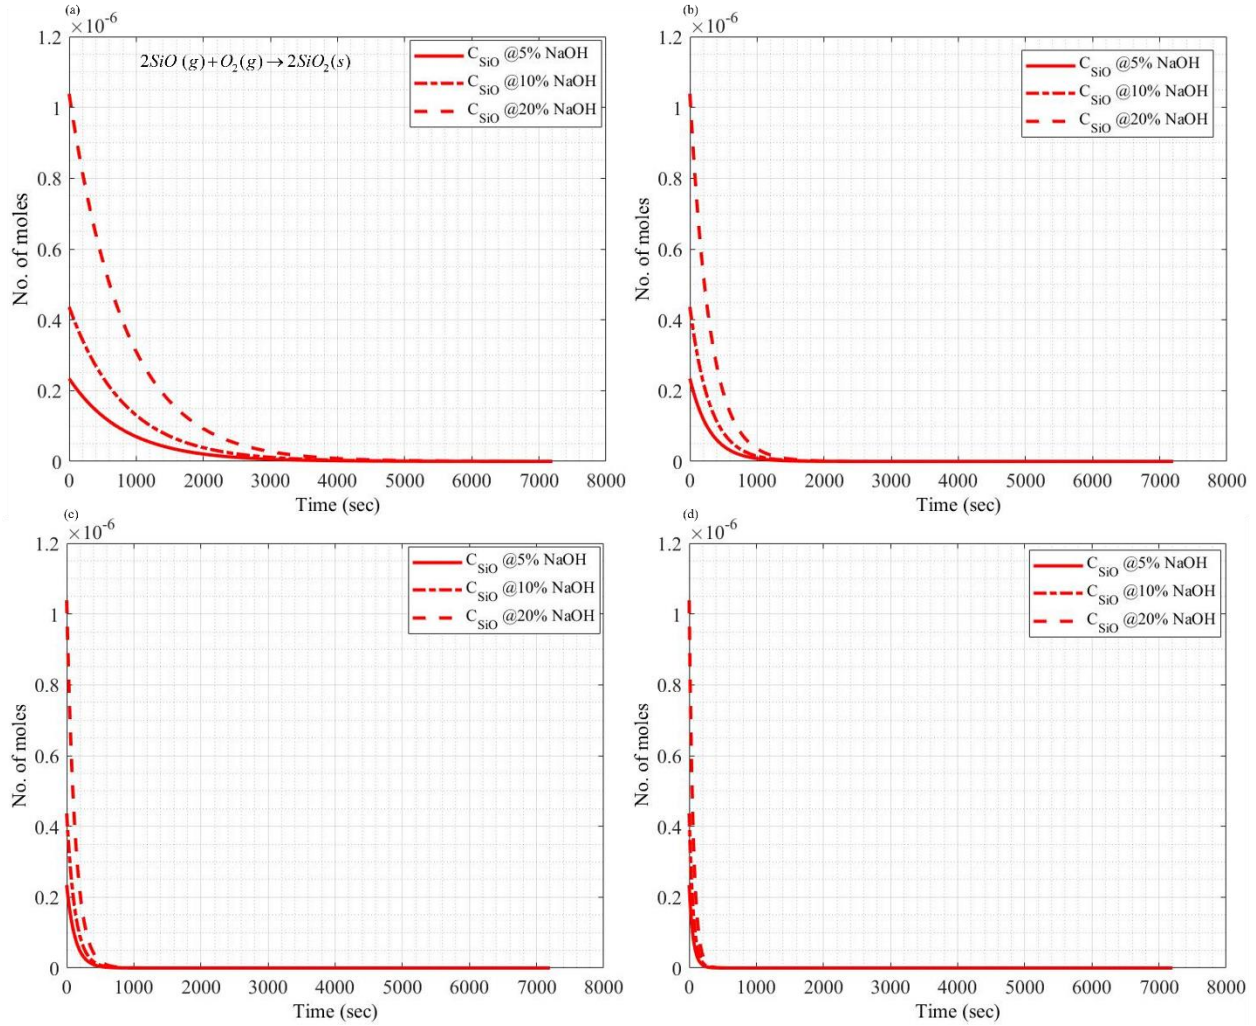 (a)
×10⁻⁶
1.2
1
0.8
0.6
0.4
0.2
0
No. of moles
2SiO (g)+O₂(g)→2SiO₂(s)
C_SiO @5% NaOH
C_SiO @10% NaOH
C_SiO @20% NaOH
0 1000 2000 3000 4000 5000 6000 7000 8000
Time (sec)
(b)
×10⁻⁶
1.2
1
0.8
0.6
0.4
0.2
0
No. of moles
C_SiO @5% NaOH
C_SiO @10% NaOH
C_SiO @20% NaOH
0 1000 2000 3000 4000 5000 6000 7000 8000
Time (sec)
(c)
×10⁻⁶
1.2
1
0.8
0.6
0.4
0.2
0
No. of moles
C_SiO @5% NaOH
C_SiO @10% NaOH
C_SiO @20% NaOH
0 1000 2000 3000 4000 5000 6000 7000 8000
Time (sec)
(d)
×10⁻⁶
1.2
1
0.8
0.6
0.4
0.2
0
No. of moles
C_SiO @5% NaOH
C_SiO @10% NaOH
C_SiO @20% NaOH
0 1000 2000 3000 4000 5000 6000 7000 8000
Time (sec)